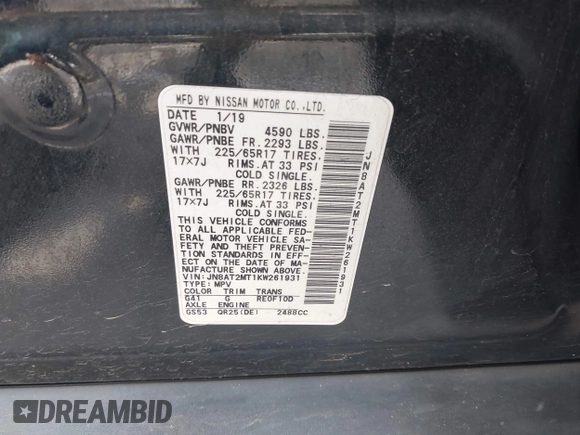 MFD BY NISSAN MOTOR CO.,LTD.
DATE 1/19
GVWR/PNBV 4590 LBS.
GAWR/PNBE FR. 2293 LBS.
WITH 225/65R17 TIRES.
17×7J RIMS.AT 33 PSI
COLD SINGLE.
GAWR/PNBE RR. 2326 LBS.
WITH 225/65R17 TIRES.
17×7J RIMS.AT 33 PSI
COLD SINGLE.
THIS VEHICLE CONFORMS
TO ALL APPLICABLE FED-
ERAL MOTOR VEHICLE SA-
FETY AND THEFT PREVEN-
TION STANDARDS IN EFF-
ECT ON THE DATE OF MA-
NUFACTURE SHOWN ABOVE.
VIN:JN8AT2MT1KW261931
TYPE:MPV
COLOR TRIM TRANS
G41 G RE0F10D
AXLE ENGINE
GS53 QR25(DE) 2488CC
JN8AT2MT1KW261931
DREAMBID